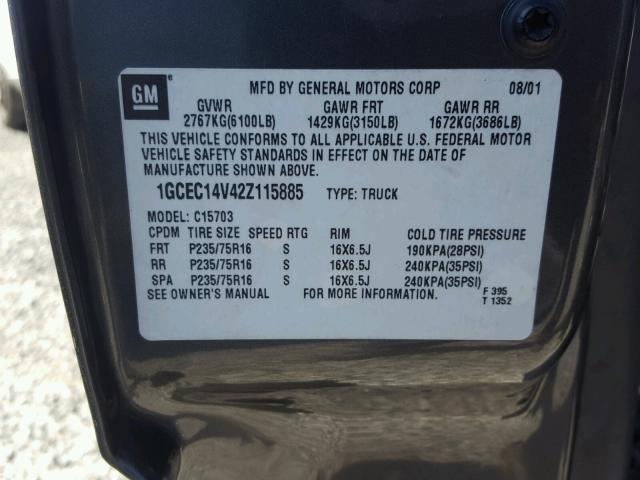 GM ® MFD BY GENERAL MOTORS CORP 08/01
GVWR GAWR FRT GAWR RR
2767KG(6100LB) 1429KG(3150LB) 1672KG(3686LB)
THIS VEHICLE CONFORMS TO ALL APPLICABLE U.S. FEDERAL MOTOR
VEHICLE SAFETY STANDARDS IN EFFECT ON THE DATE OF
MANUFACTURE SHOWN ABOVE.
1GCEC14V42Z115885 TYPE: TRUCK
MODEL: C15703
CPDM TIRE SIZE SPEED RTG RIM COLD TIRE PRESSURE
FRT P235/75R16 S 16X6.5J 190KPA(28PSI)
RR P235/75R16 S 16X6.5J 240KPA(35PSI)
SPA P235/75R16 S 16X6.5J 240KPA(35PSI)
SEE OWNER'S MANUAL FOR MORE INFORMATION. F 395
T 1352